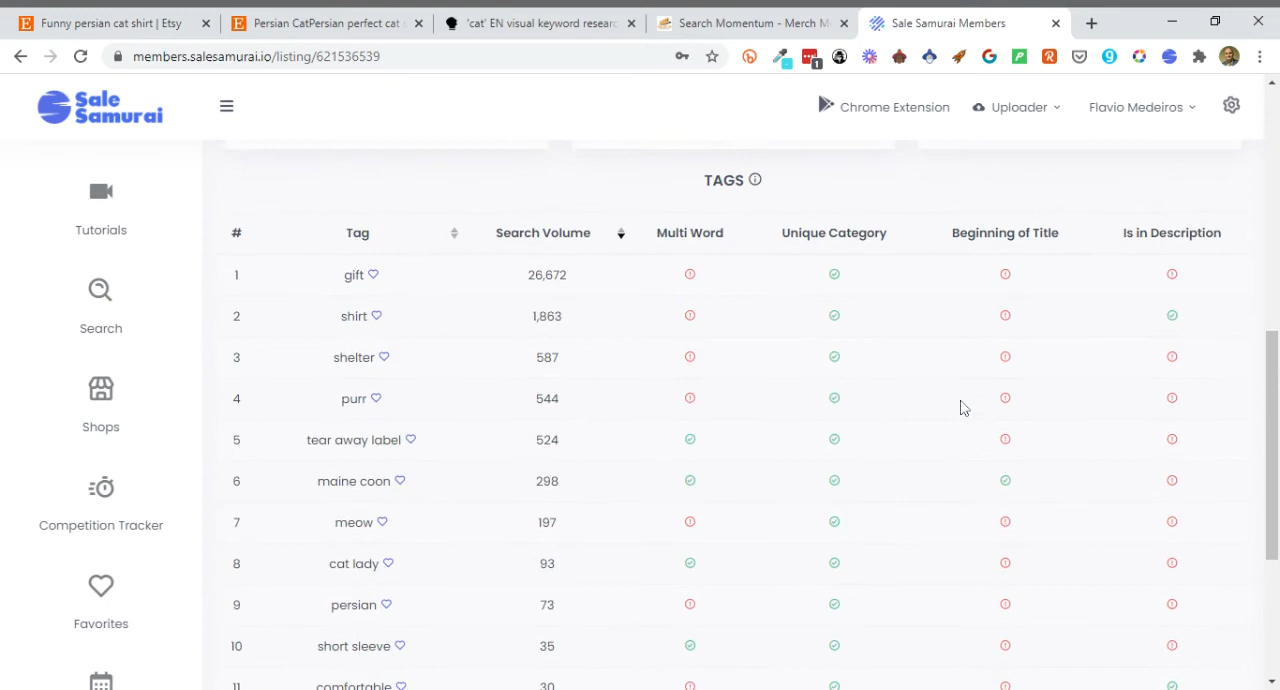 Funny persian cat shirt | Etsy
Persian CatPersian perfect cat
'cat' EN visual keyword researc
Search Momentum - Merch M
Sale Samurai Members
members.salesamurai.io/listing/621536539
Sale Samurai
Chrome Extension
Uploader
Flavio Medeiros
Tutorials
Search
Shops
Competition Tracker
Favorites
TAGS
# Tag Search Volume Multi Word Unique Category Beginning of Title Is in Description
1 gift 26,672
2 shirt 1,863
3 shelter 587
4 purr 544
5 tear away label 524
6 maine coon 298
7 meow 197
8 cat lady 93
9 persian 73
10 short sleeve 35
11 comfortable 30